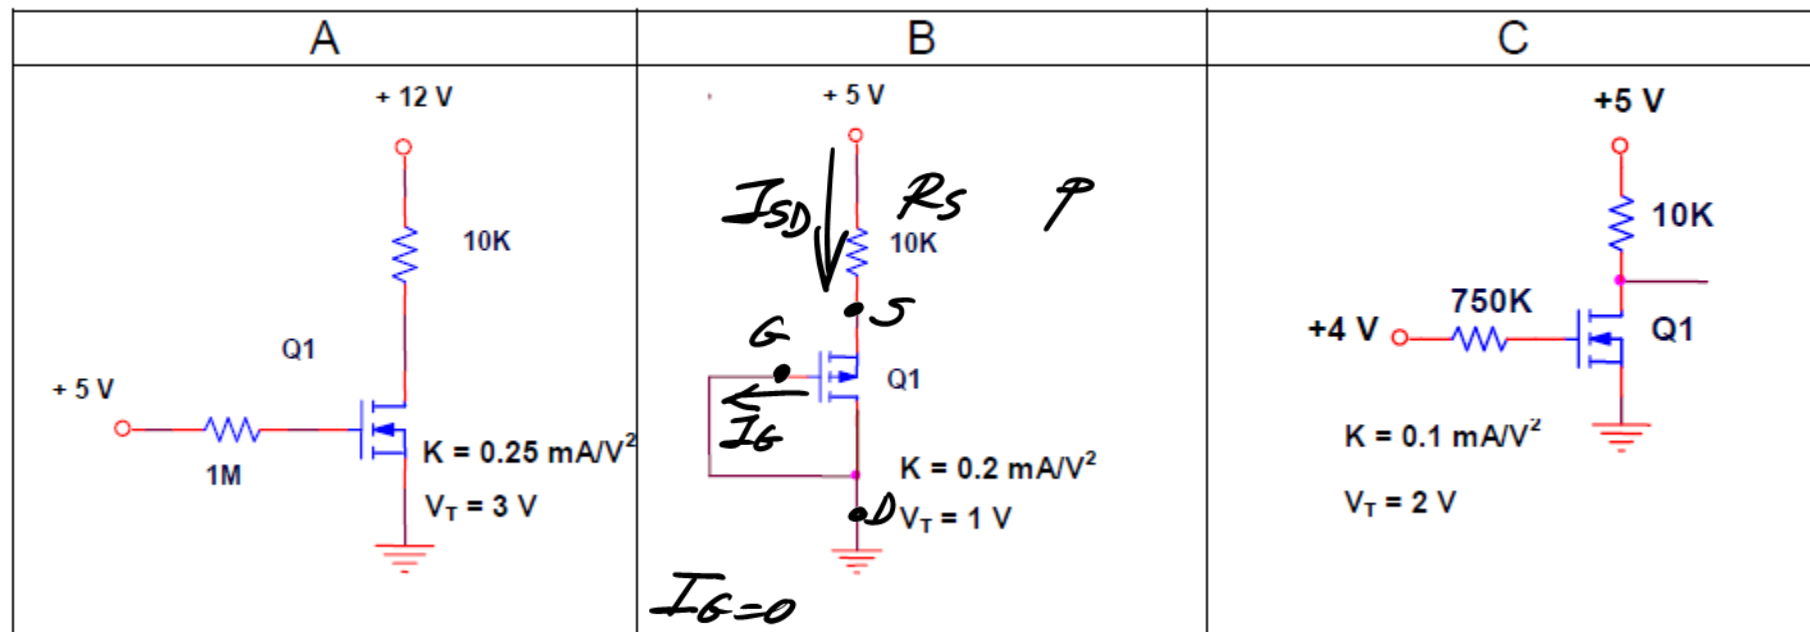 A
B
C
+ 12 V
10K
Q1
+ 5 V
1M
K = 0.25 mA/V²
V_T = 3 V
+ 5 V
I_SD
R_S
P
10K
S
G
Q1
I_G
K = 0.2 mA/V²
D
V_T = 1 V
I_G=0
+5 V
10K
750K
+4 V
Q1
K = 0.1 mA/V²
V_T = 2 V